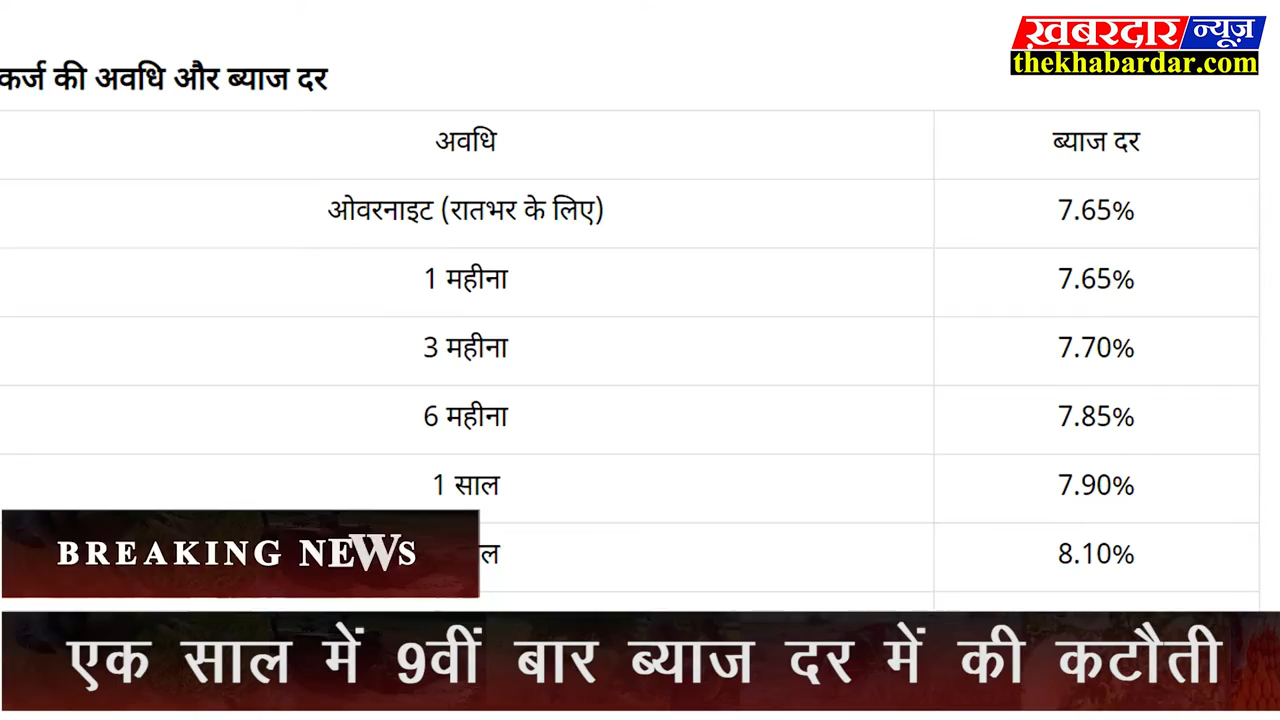 ख़बरदार न्यूज़
thekhabardar.com
कर्ज की अवधि और ब्याज दर
अवधि ब्याज दर
ओवरनाइट (रातभर के लिए) 7.65%
1 महीना 7.65%
3 महीना 7.70%
6 महीना 7.85%
1 साल 7.90%
8.10%
BREAKING NEWS
एक साल में 9वीं बार ब्याज दर में की कटौती